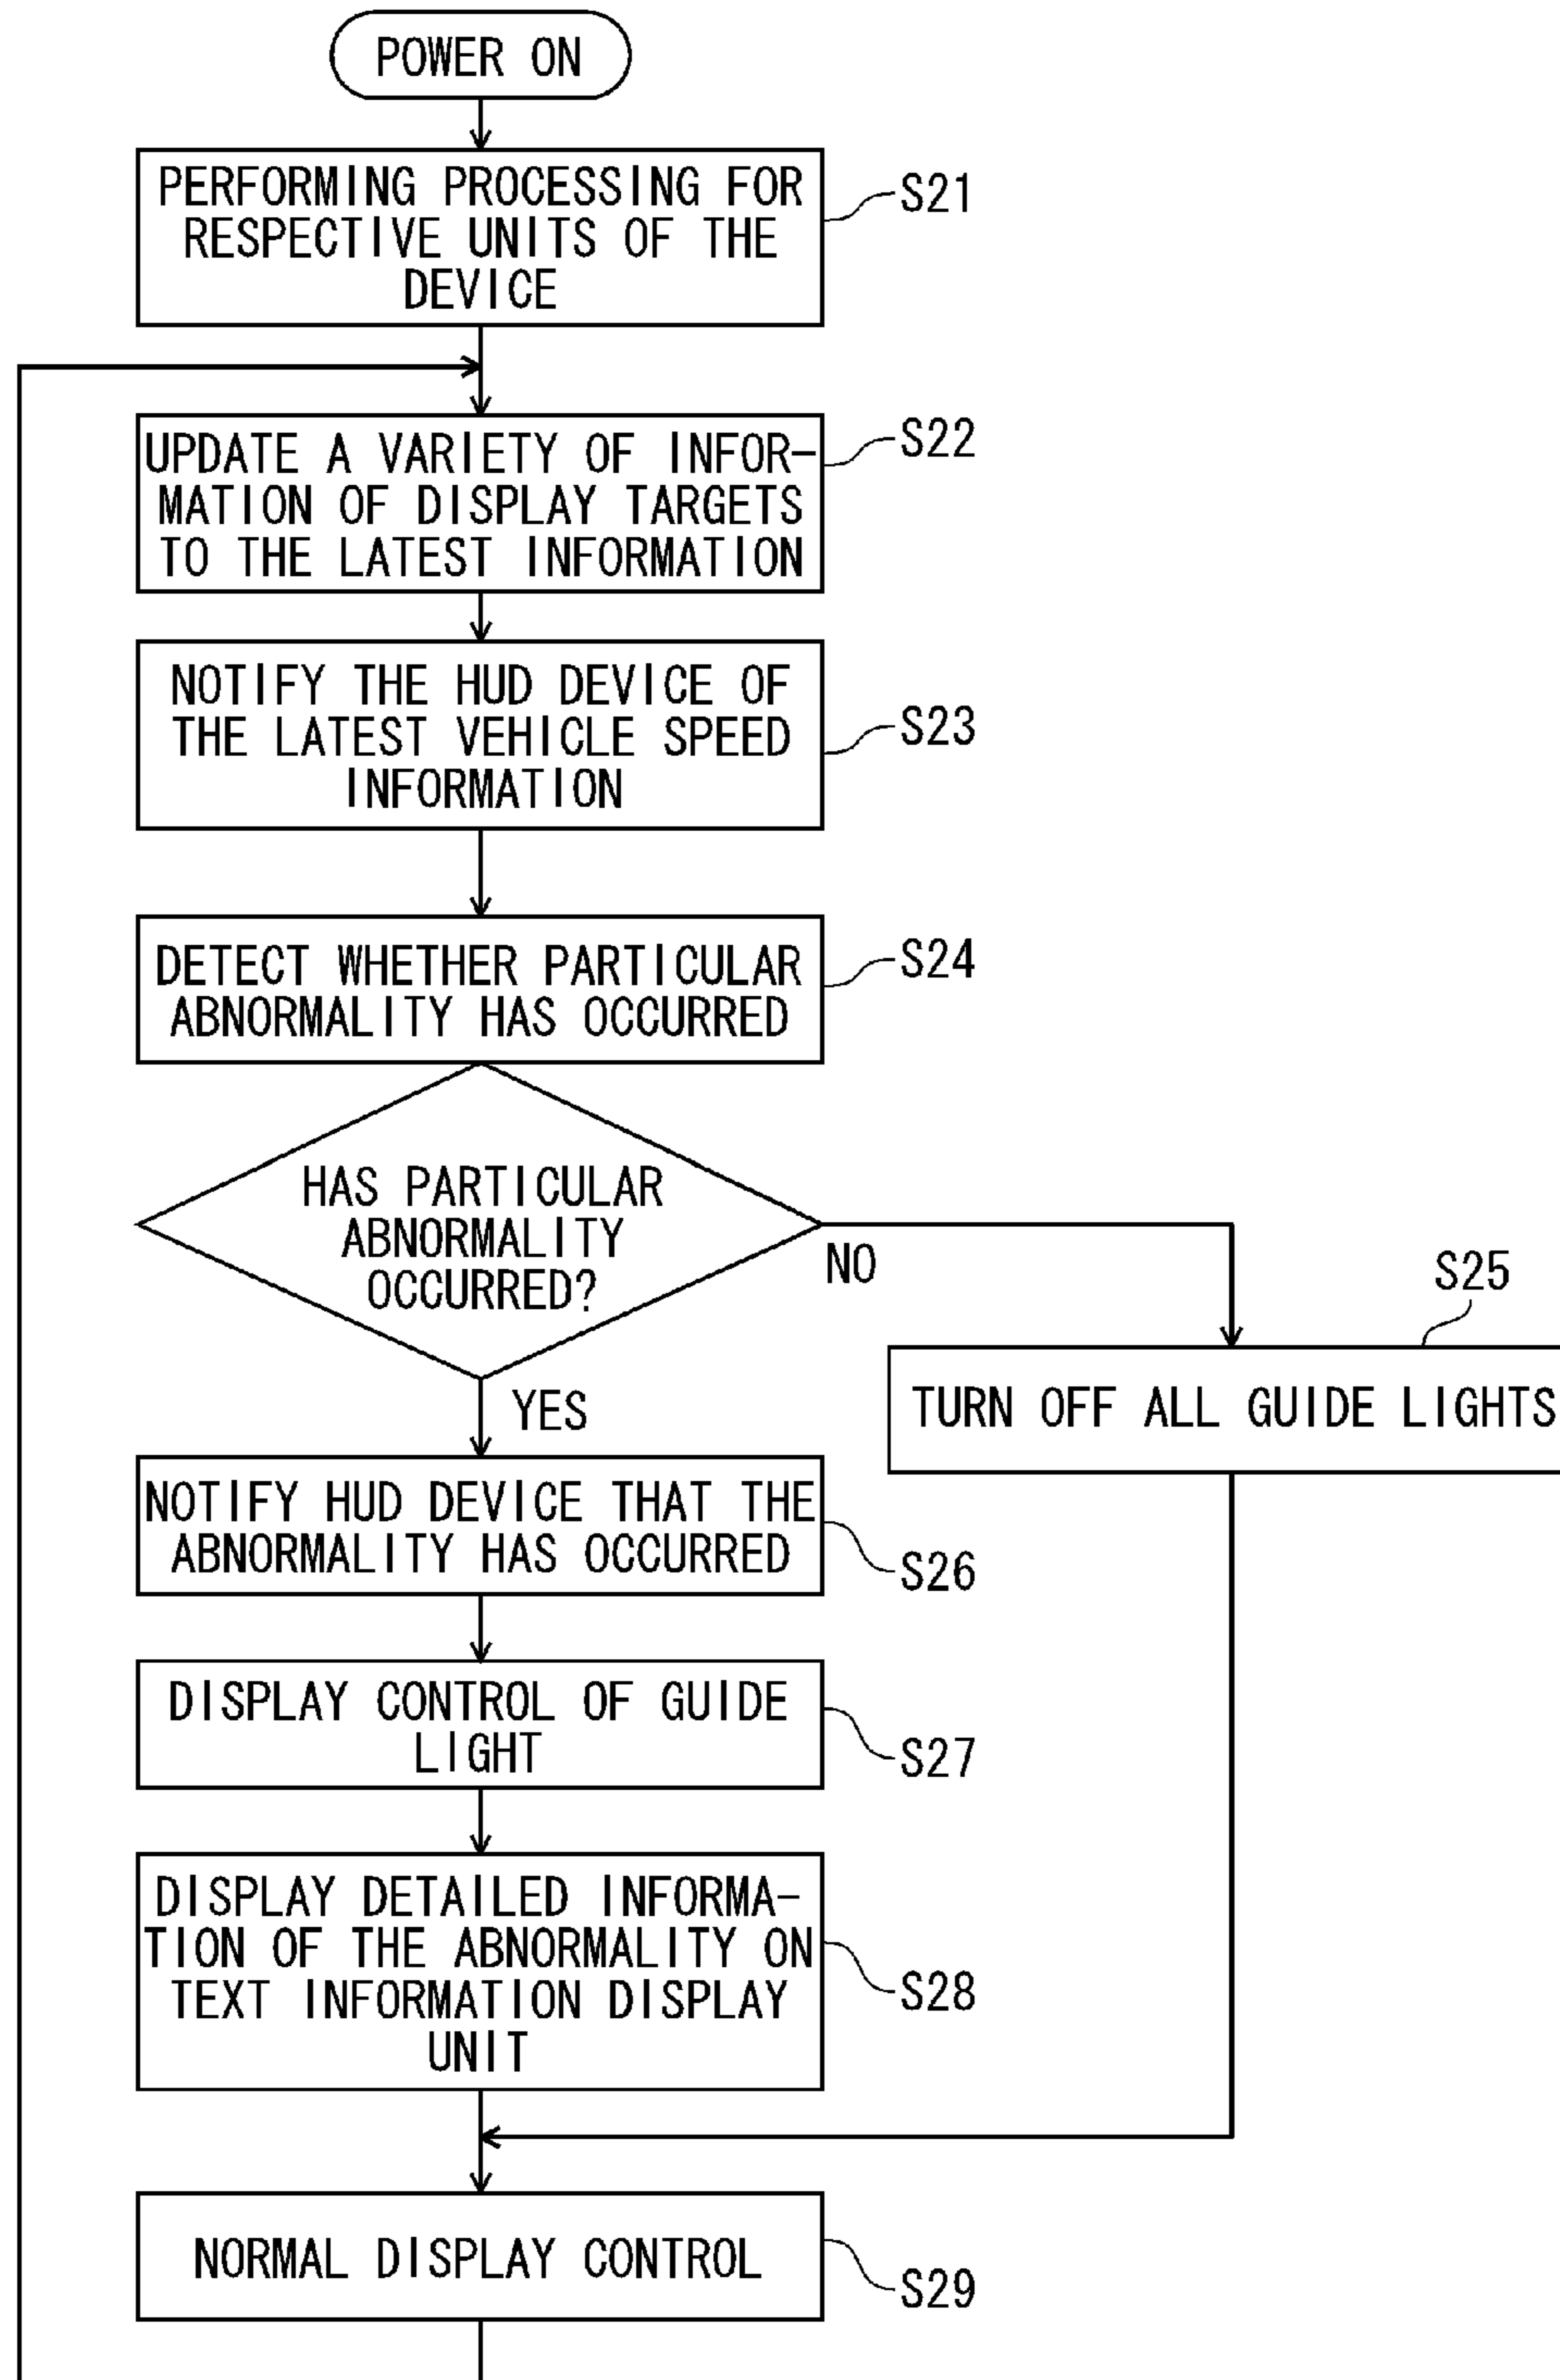 POWER ON
PERFORMING PROCESSING FOR
RESPECTIVE UNITS OF THE
DEVICE
S21
UPDATE A VARIETY OF INFOR-
MATION OF DISPLAY TARGETS
TO THE LATEST INFORMATION
S22
NOTIFY THE HUD DEVICE OF
THE LATEST VEHICLE SPEED
INFORMATION
S23
DETECT WHETHER PARTICULAR
ABNORMALITY HAS OCCURRED
S24
HAS PARTICULAR
ABNORMALITY
OCCURRED?
NO
S25
TURN OFF ALL GUIDE LIGHTS
YES
NOTIFY HUD DEVICE THAT THE
ABNORMALITY HAS OCCURRED
S26
DISPLAY CONTROL OF GUIDE
LIGHT
S27
DISPLAY DETAILED INFORMA-
TION OF THE ABNORMALITY ON
TEXT INFORMATION DISPLAY
UNIT
S28
NORMAL DISPLAY CONTROL
S29